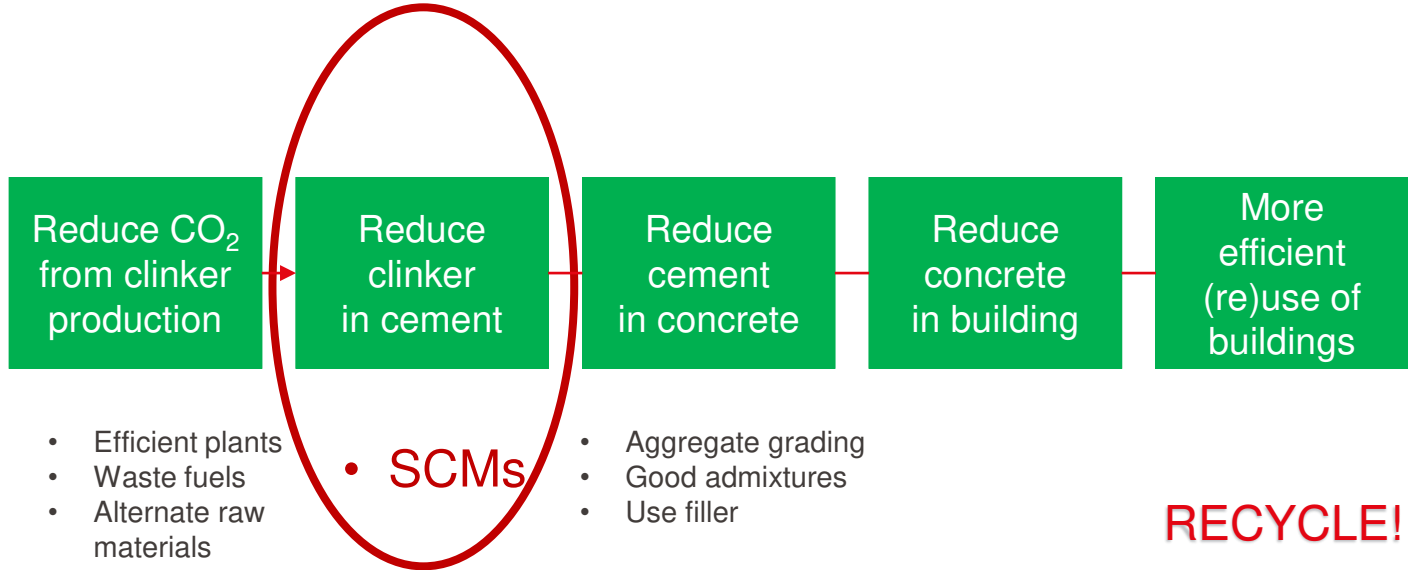 Reduce CO₂
from clinker
production
Reduce
clinker
in cement
Reduce
cement
in concrete
Reduce
concrete
in building
More
efficient
(re)use of
buildings
• Efficient plants
• Waste fuels
• Alternate raw
materials
• SCMs
• Aggregate grading
• Good admixtures
• Use filler
RECYCLE!